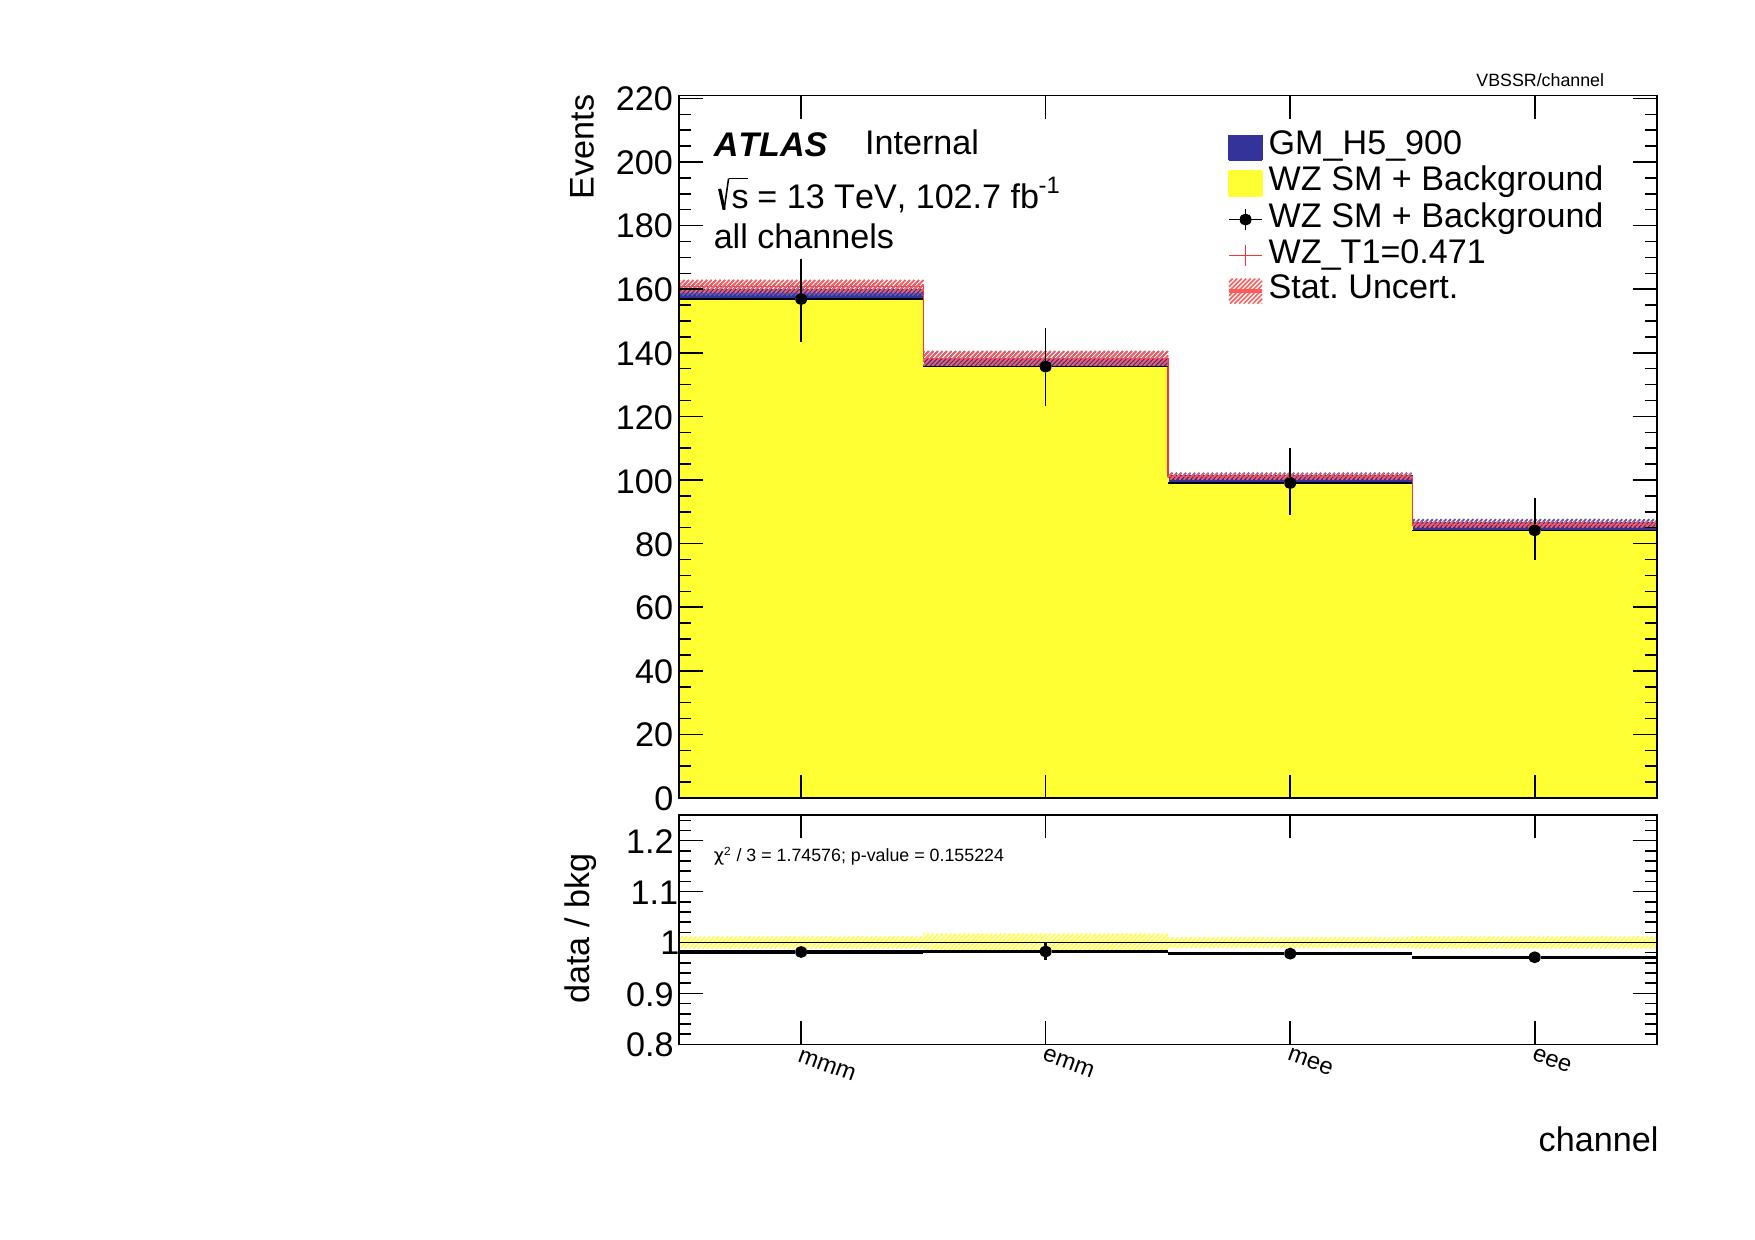 VBSSR/channel
Events
220
200
180
160
140
120
100
80
60
40
20
0
ATLAS Internal
√s = 13 TeV, 102.7 fb⁻¹
all channels
GM_H5_900
WZ SM + Background
WZ SM + Background
WZ_T1=0.471
Stat. Uncert.
data / bkg
1.2
1.1
1
0.9
0.8
χ² / 3 = 1.74576; p-value = 0.155224
mmm
emm
mee
eee
channel